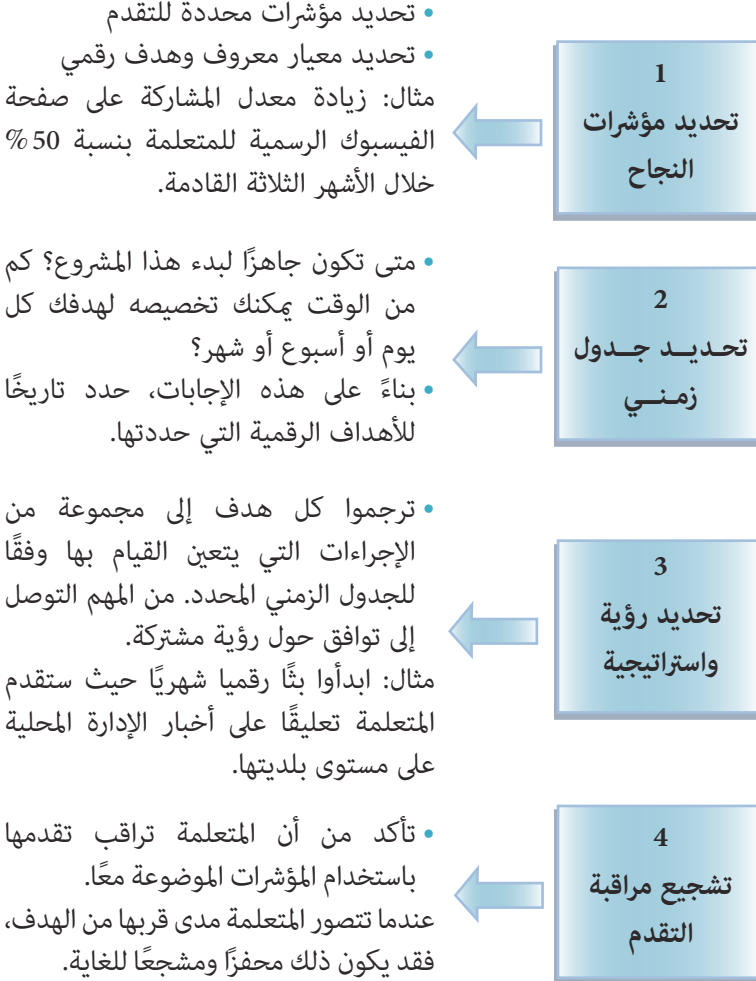 1
تحديد مؤشرات
النجاح
• تحديد مؤشرات محددة للتقدم
• تحديد معيار معروف وهدف رقمي
مثال: زيادة معدل المشاركة على صفحة
الفيسبوك الرسمية للمتعلمة بنسبة 50 %
خلال الأشهر الثلاثة القادمة.
2
تحـديــد جــدول
زمـنــي
• متى تكون جاهزًا لبدء هذا المشروع؟ كم
من الوقت يمكنك تخصيصه لهدفك كل
يوم أو أسبوع أو شهر؟
• بناءً على هذه الإجابات، حدد تاريخًا
للأهداف الرقمية التي حددتها.
3
تحديد رؤية
واستراتيجية
• ترجموا كل هدف إلى مجموعة من
الإجراءات التي يتعين القيام بها وفقًا
للجدول الزمني المحدد. من المهم التوصل
إلى توافق حول رؤية مشتركة.
مثال: ابدأوا بثًا رقميا شهريًا حيث ستقدم
المتعلمة تعليقًا على أخبار الإدارة المحلية
على مستوى بلديتها.
4
تشجيع مراقبة
التقدم
• تأكد من أن المتعلمة تراقب تقدمها
باستخدام المؤشرات الموضوعة معًا.
عندما تتصور المتعلمة مدى قربها من الهدف،
فقد يكون ذلك محفزًا ومشجعًا للغاية.